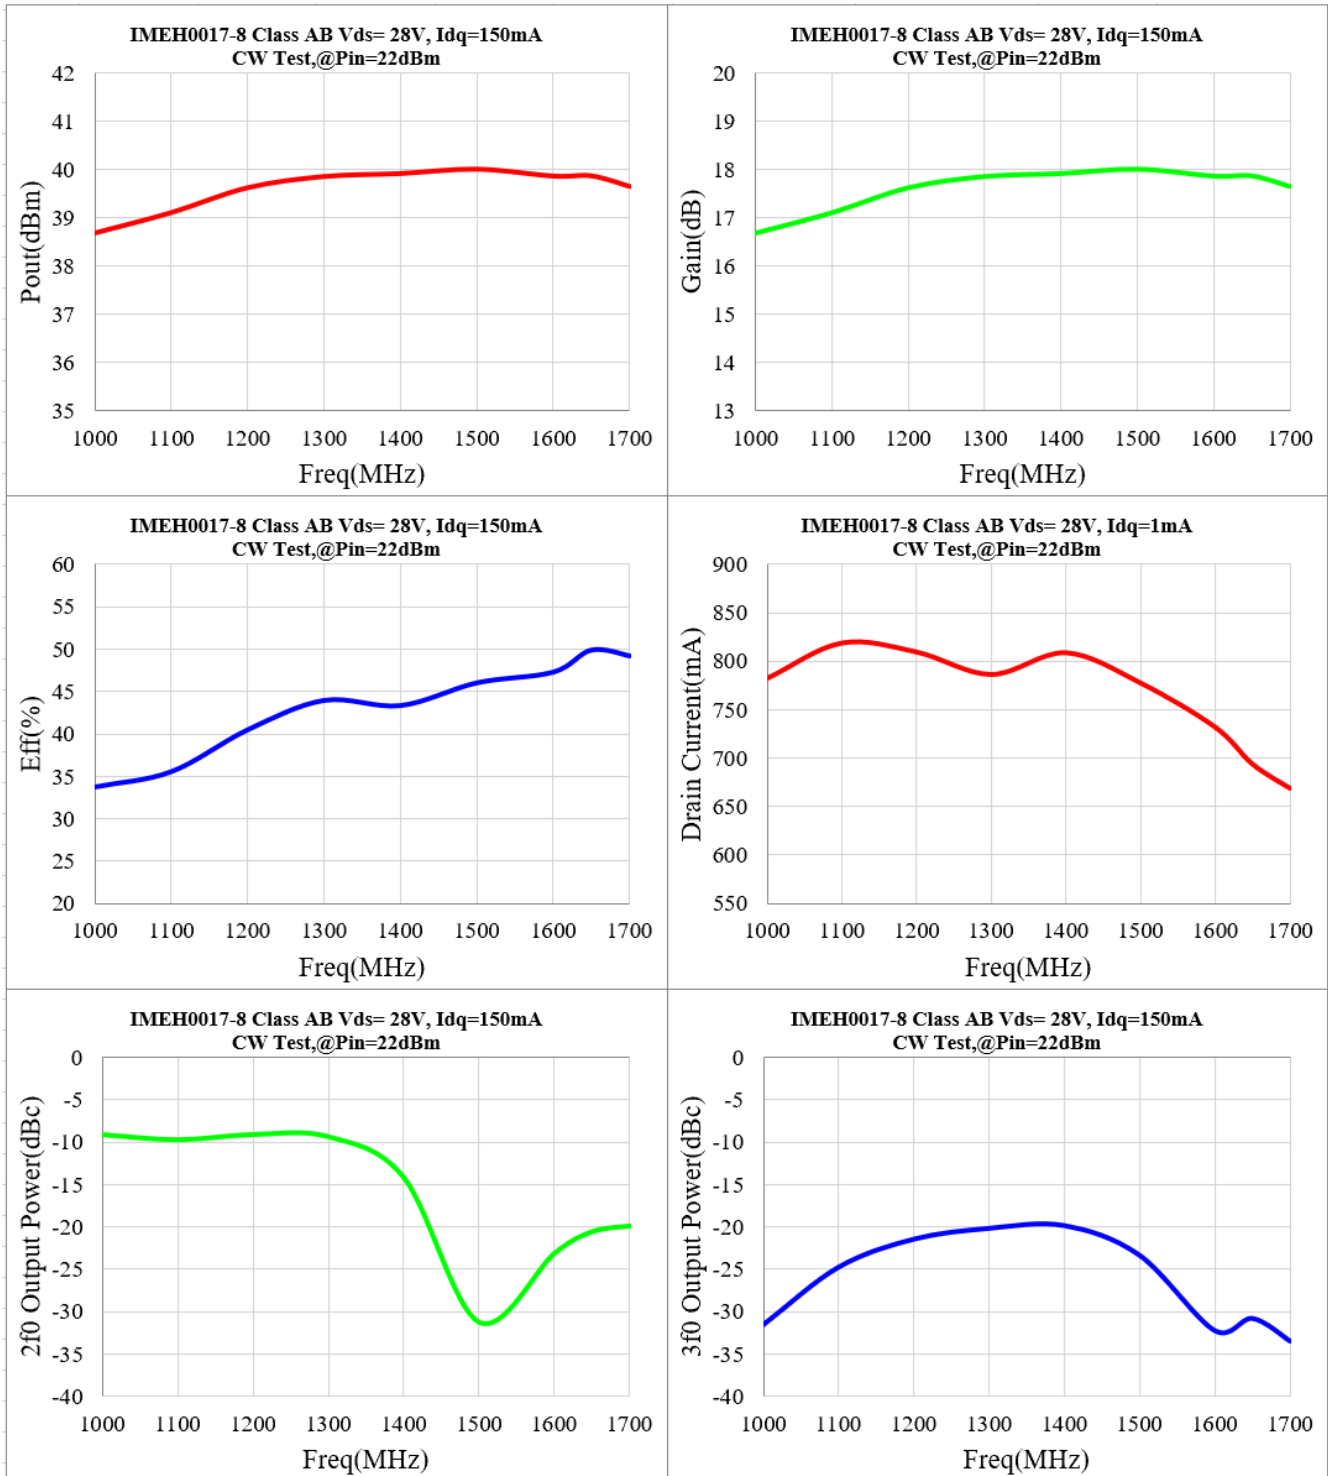 IMEH0017-8 Class AB Vds= 28V, Idq=150mA
CW Test,@Pin=22dBm
42
41
40
39
38
37
36
35
Pout(dBm)
1000 1100 1200 1300 1400 1500 1600 1700
Freq(MHz)
IMEH0017-8 Class AB Vds= 28V, Idq=150mA
CW Test,@Pin=22dBm
20
19
18
17
16
15
14
13
Gain(dB)
1000 1100 1200 1300 1400 1500 1600 1700
Freq(MHz)
IMEH0017-8 Class AB Vds= 28V, Idq=150mA
CW Test,@Pin=22dBm
60
55
50
45
40
35
30
25
20
Eff(%)
1000 1100 1200 1300 1400 1500 1600 1700
Freq(MHz)
IMEH0017-8 Class AB Vds= 28V, Idq=1mA
CW Test,@Pin=22dBm
900
850
800
750
700
650
600
550
Drain Current(mA)
1000 1100 1200 1300 1400 1500 1600 1700
Freq(MHz)
IMEH0017-8 Class AB Vds= 28V, Idq=150mA
CW Test,@Pin=22dBm
0
-5
-10
-15
-20
-25
-30
-35
-40
2f0 Output Power(dBc)
1000 1100 1200 1300 1400 1500 1600 1700
Freq(MHz)
IMEH0017-8 Class AB Vds= 28V, Idq=150mA
CW Test,@Pin=22dBm
0
-5
-10
-15
-20
-25
-30
-35
-40
3f0 Output Power(dBc)
1000 1100 1200 1300 1400 1500 1600 1700
Freq(MHz)